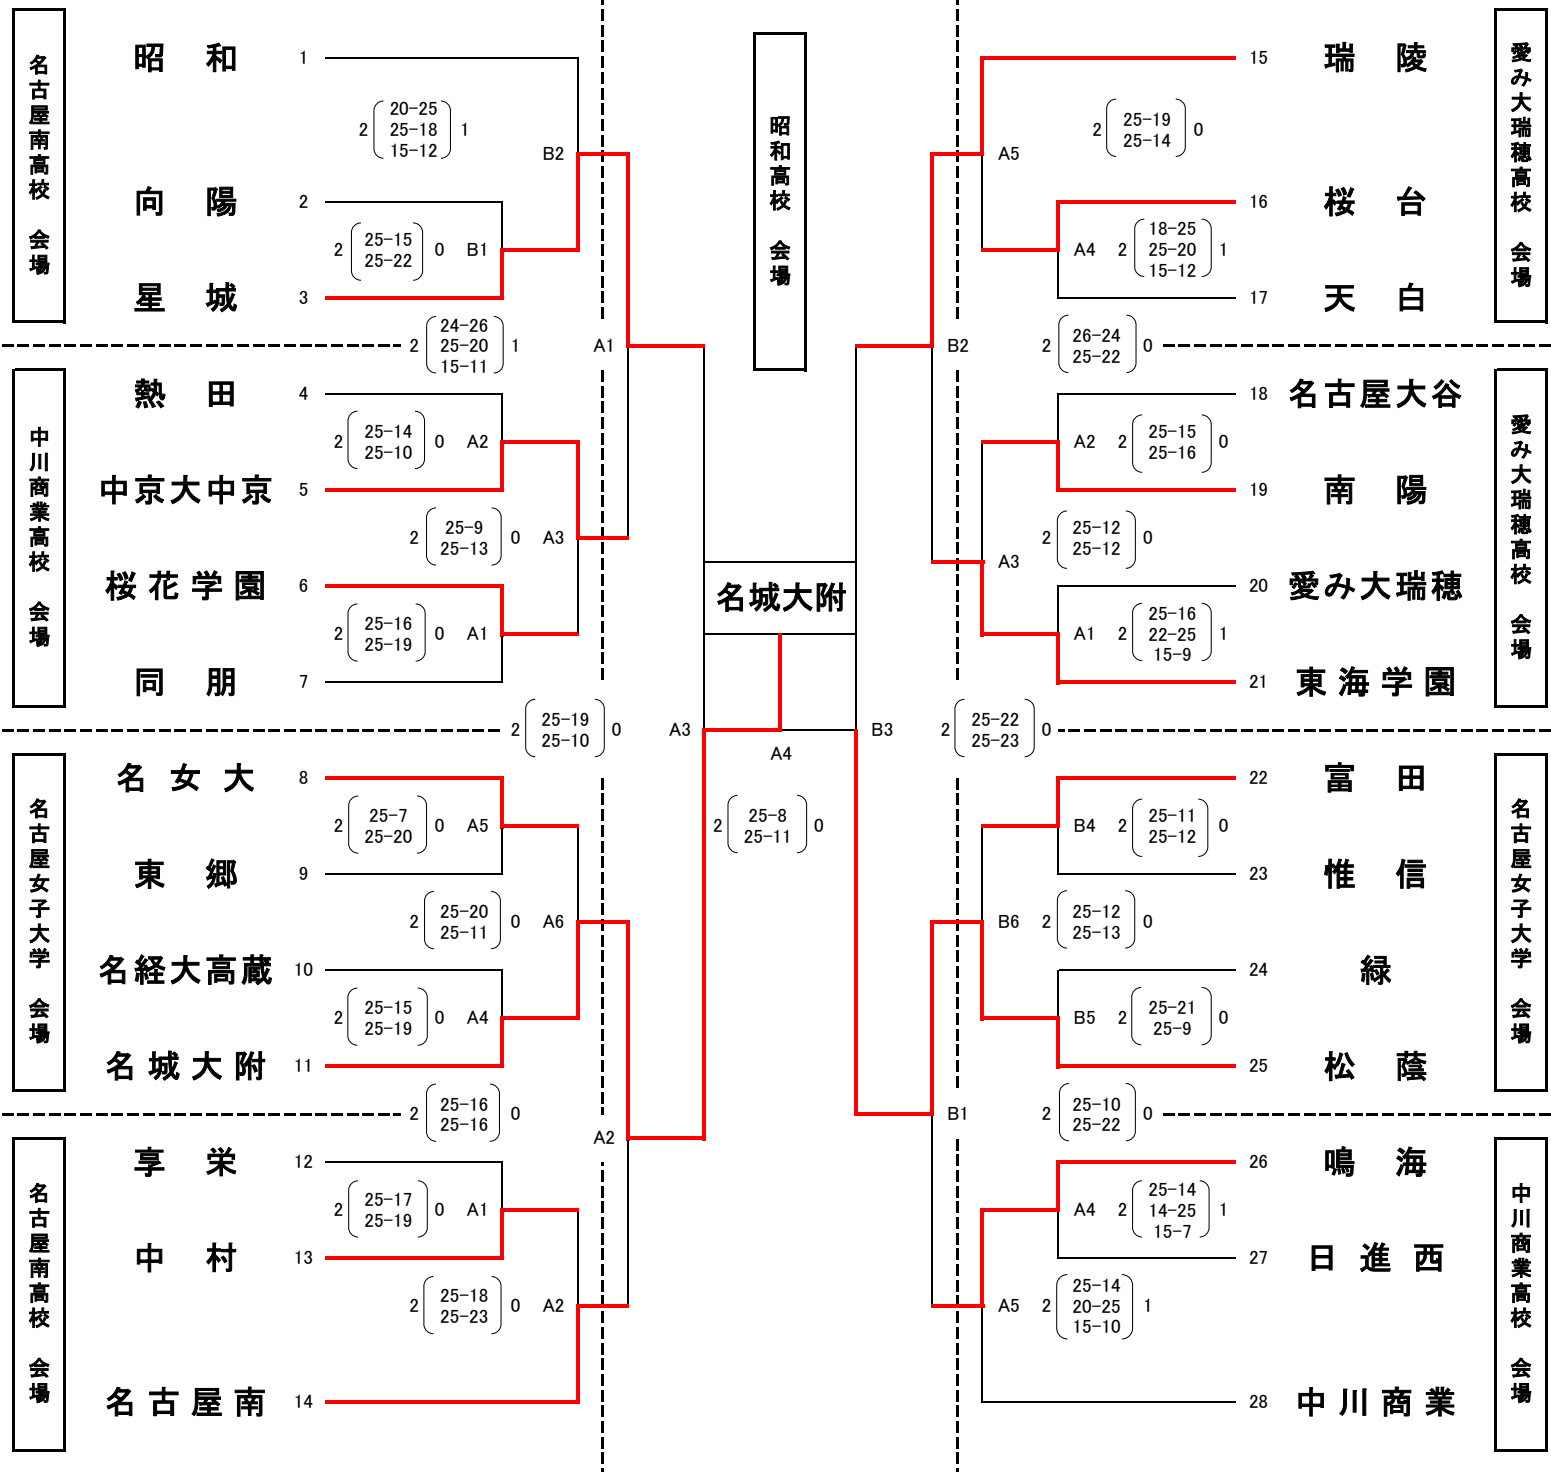 名古屋南高校 会場
昭 和 1
20-25
2 25-18 1
15-12
B2
向 陽 2
25-15
2 0 B1
25-22
星 城 3
24-26
2 25-20 1 A1
15-11
中川商業高校 会場
熱 田 4
25-14
2 0 A2
25-10
中京大中京 5
25-9
2 0 A3
25-13
桜花学園 6
25-16
2 0 A1
25-19
同 朋 7
25-19
2 0 A3
25-10
名古屋女子大学 会場
名女大 8
25-7
2 0 A5
25-20
東 郷 9
25-20
2 0 A6
25-11
名経大高蔵 10
25-15
2 0 A4
25-19
名城大附 11
25-16
2 0 A2
25-16
名古屋南高校 会場
享 栄 12
25-17
2 0 A1
25-19
中 村 13
25-18
2 0 A2
25-23
名古屋南 14
昭和高校 会場
名城大附
A4
25-8
2 0
25-11
愛み大瑞穂高校 会場
15 瑞 陵
25-19
2 0
25-14
A5
16 桜 台
18-25
A4 2 25-20 1
15-12
17 天 白
26-24
B2 2 0
25-22
愛み大瑞穂高校 会場
18 名古屋大谷
25-15
A2 2 0
25-16
19 南 陽
25-12
A3 2 0
25-12
20 愛み大瑞穂
25-16
A1 2 22-25 1
15-9
21 東海学園
25-22
B3 2 0
25-23
名古屋女子大学 会場
22 富 田
25-11
B4 2 0
25-12
23 惟 信
25-12
B6 2 0
25-13
24 緑
25-21
B5 2 0
25-9
25 松 蔭
25-10
B1 2 0
25-22
中川商業高校 会場
26 鳴 海
25-14
A4 2 14-25 1
15-7
27 日進西
25-14
A5 2 20-25 1
15-10
28 中川商業